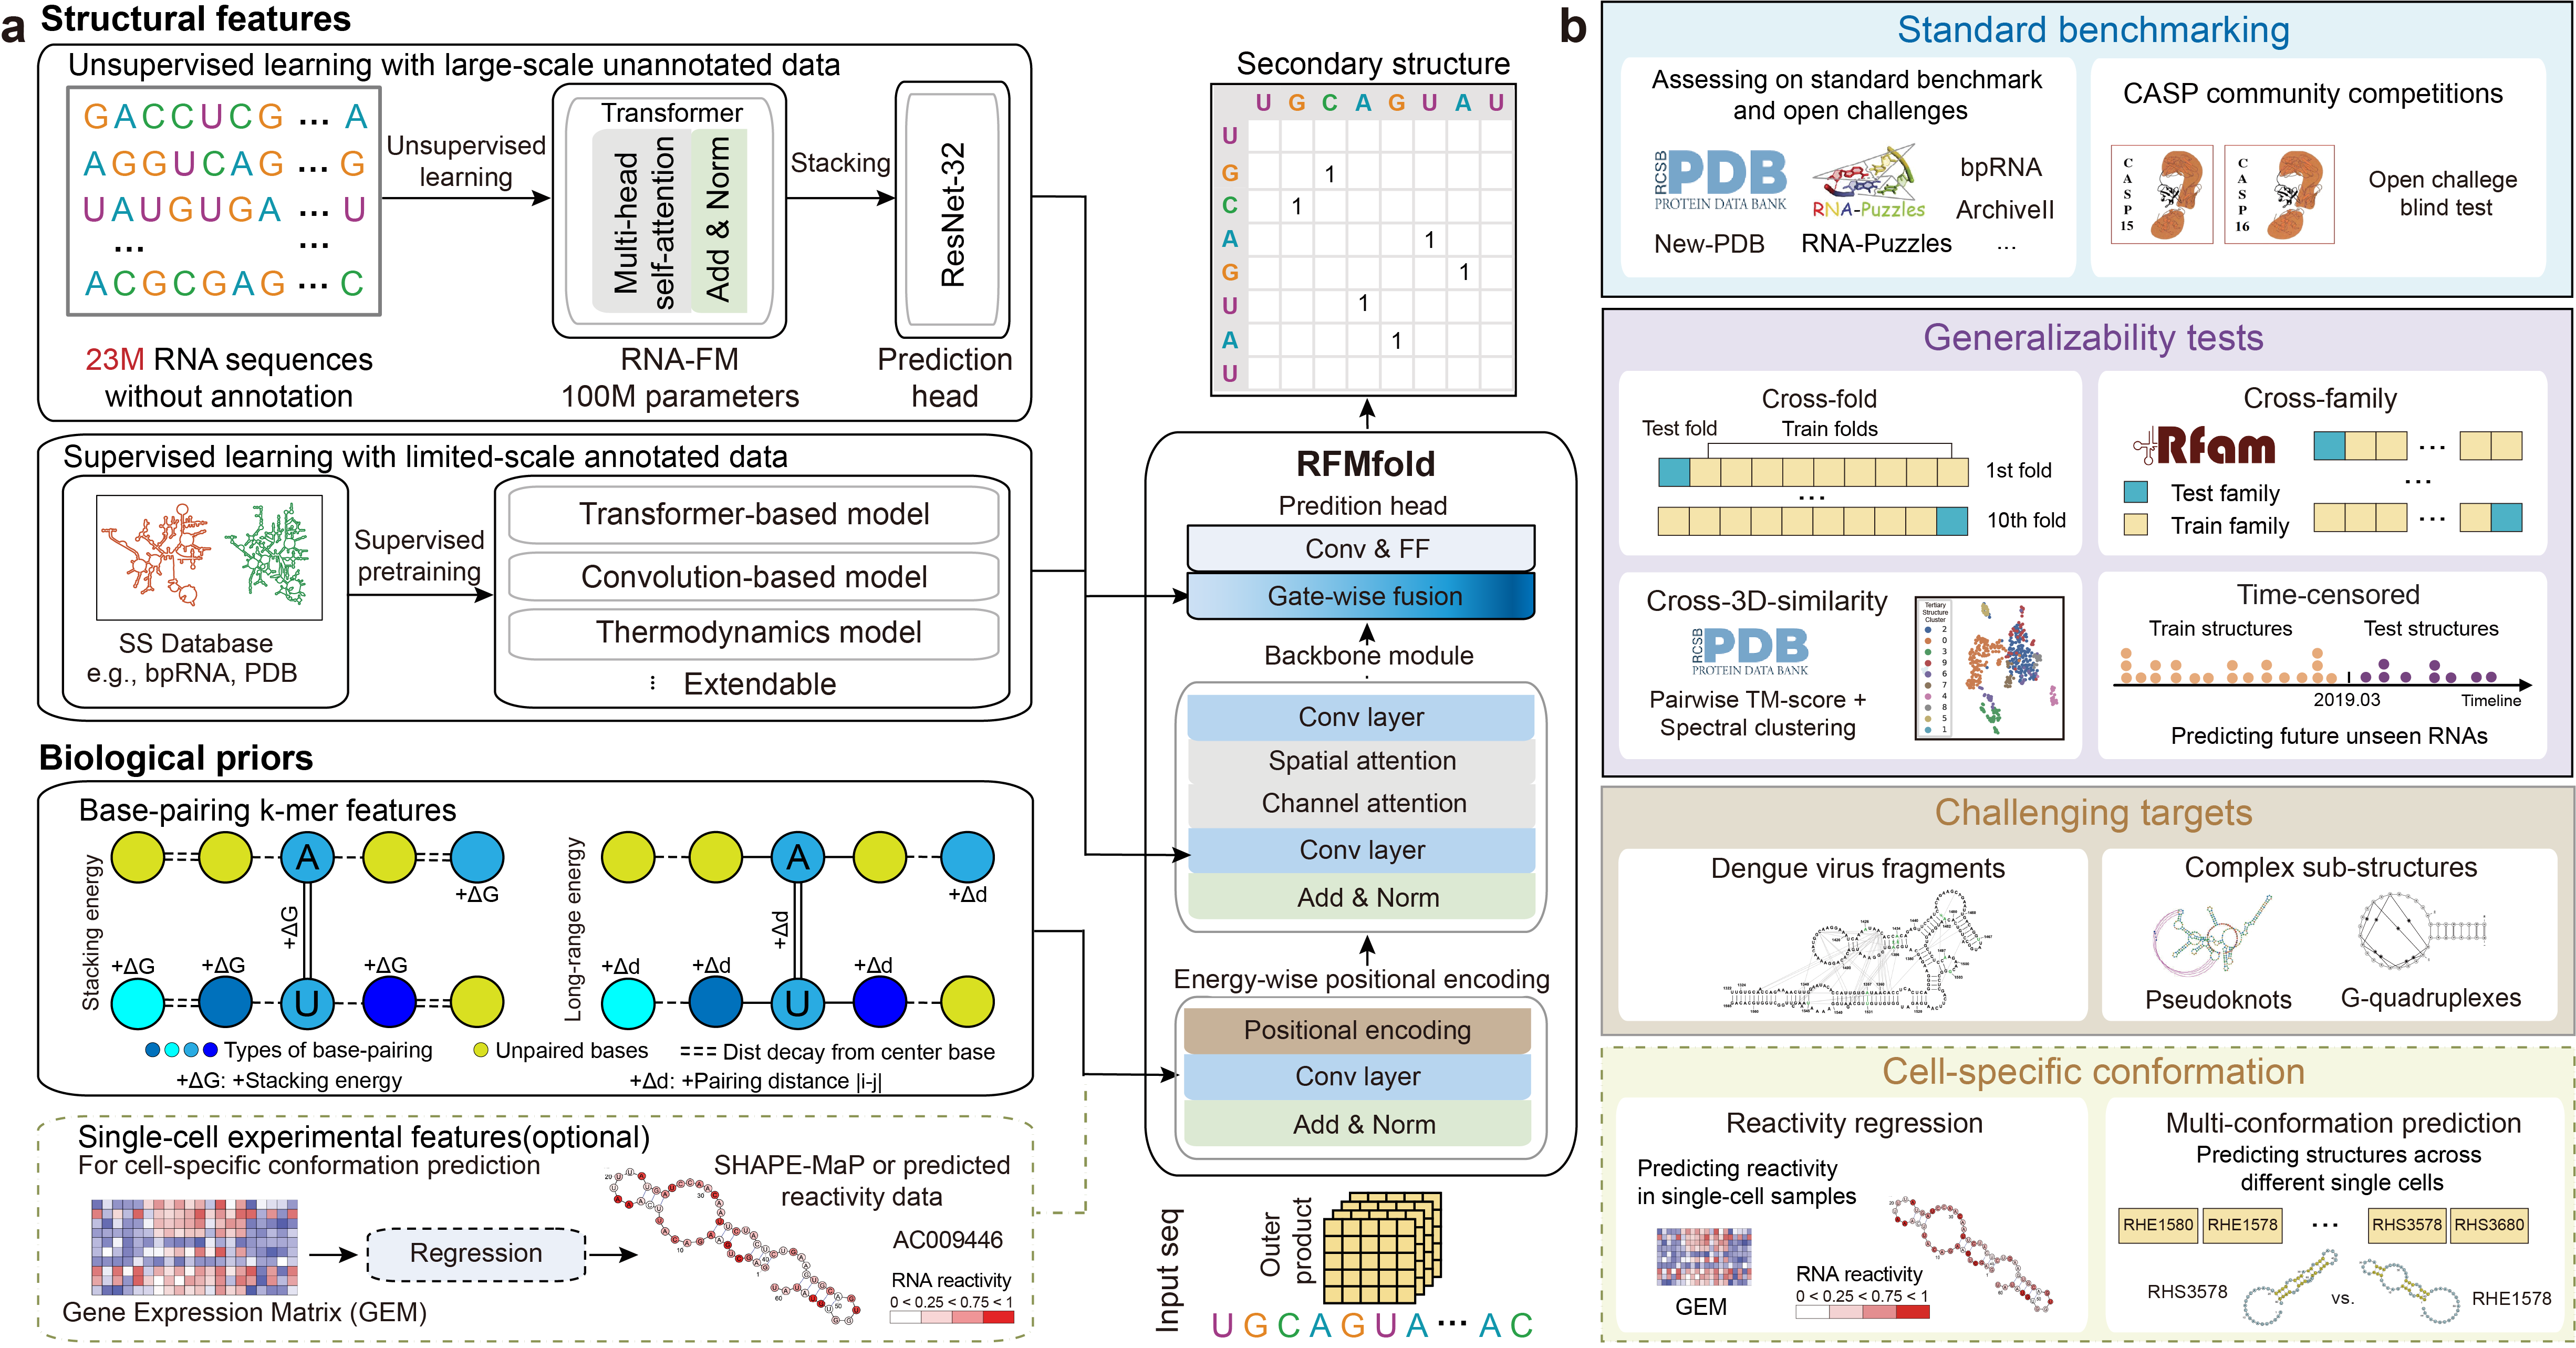 a
Structural features
Unsupervised learning with large-scale unannotated data
G A C C U C G ... A
A G G U C A G ... G
U A U G U G A ... U
... ...
A C G C G A G ... C
23M RNA sequences
without annotation
Unsupervised
learning
Transformer
Multi-head
self-attention
Add & Norm
RNA-FM
100M parameters
Stacking
ResNet-32
Prediction
head
Supervised learning with limited-scale annotated data
SS Database
e.g., bpRNA, PDB
Supervised
pretraining
Transformer-based model
Convolution-based model
Thermodynamics model
⋮ Extendable
Biological priors
Base-pairing k-mer features
Stacking energy
A
+ΔG
+ΔG
+ΔG
+ΔG
+ΔG
U
Long-range energy
A
+Δd
+Δd
+Δd
+Δd
+Δd
U
Types of base-pairing
Unpaired bases
=== Dist decay from center base
+ΔG: +Stacking energy
+Δd: +Pairing distance |i-j|
Single-cell experimental features(optional)
For cell-specific conformation prediction
Gene Expression Matrix (GEM)
Regression
SHAPE-MaP or predicted
reactivity data
AC009446
RNA reactivity
0 < 0.25 < 0.75 < 1
Secondary structure
U G C A G U A U
U
G 1
C 1
A 1
G 1
U 1
A 1
U
RFMfold
Predition head
Conv & FF
Gate-wise fusion
Backbone module
Conv layer
Spatial attention
Channel attention
Conv layer
Add & Norm
Energy-wise positional encoding
Positional encoding
Conv layer
Add & Norm
Input seq
Outer
product
U G C A G U A ... A C
b
Standard benchmarking
Assessing on standard benchmark
and open challenges
RCSB
PDB
PROTEIN DATA BANK
New-PDB
RNA-Puzzles
RNA-Puzzles
bpRNA
ArchiveII
...
CASP community competitions
CASP
15
CASP
16
Open challege
blind test
Generalizability tests
Cross-fold
Test fold
Train folds
1st fold
...
10th fold
Cross-family
Rfam
Test family
Train family
...
...
...
Cross-3D-similarity
RCSB
PDB
PROTEIN DATA BANK
Pairwise TM-score +
Spectral clustering
Tertiary
Structure
Cluster
2
0
3
9
6
7
4
8
5
1
Time-censored
Train structures
Test structures
2019.03
Timeline
Predicting future unseen RNAs
Challenging targets
Dengue virus fragments
Complex sub-structures
Pseudoknots
G-quadruplexes
Cell-specific conformation
Reactivity regression
Predicting reactivity
in single-cell samples
GEM
RNA reactivity
0 < 0.25 < 0.75 < 1
Multi-conformation prediction
Predicting structures across
different single cells
RHE1580
RHE1578
...
RHS3578
RHS3680
RHS3578
vs.
RHE1578